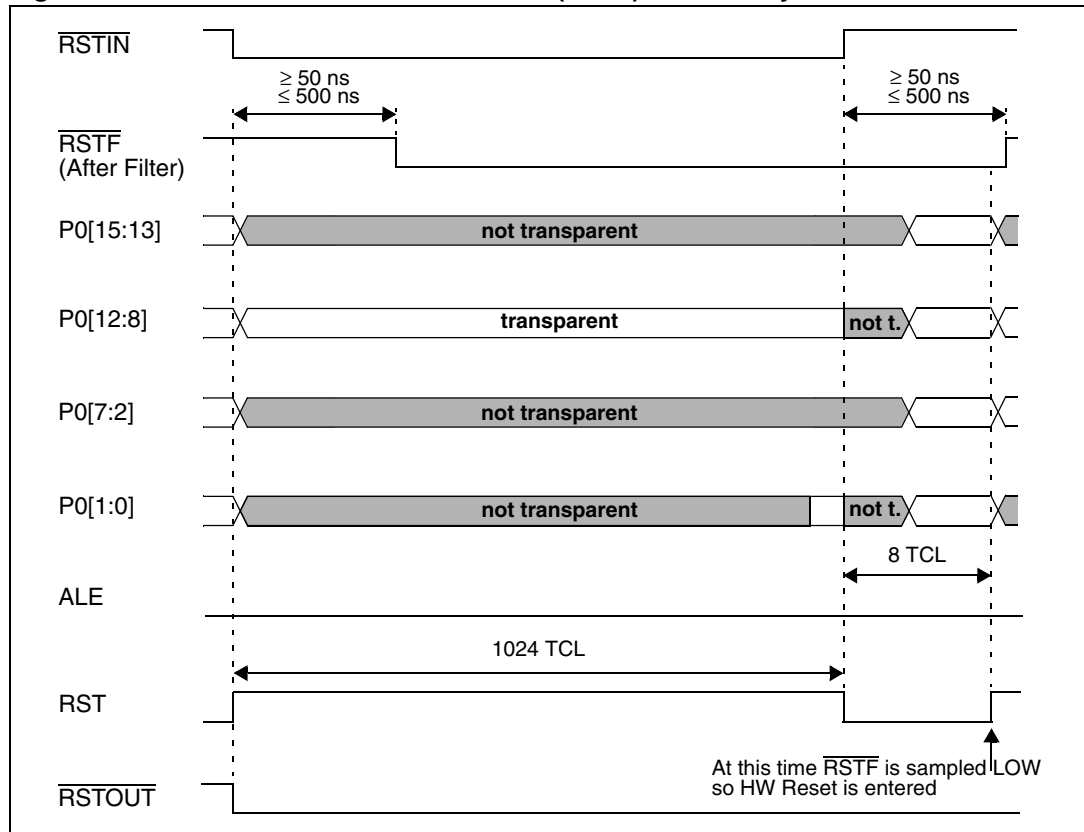 RSTIN
≥ 50 ns
≤ 500 ns
≥ 50 ns
≤ 500 ns
RSTF
(After Filter)
P0[15:13]
not transparent
P0[12:8]
transparent
not t.
P0[7:2]
not transparent
P0[1:0]
not transparent
not t.
8 TCL
ALE
1024 TCL
RST
At this time RSTF is sampled LOW
so HW Reset is entered
RSTOUT